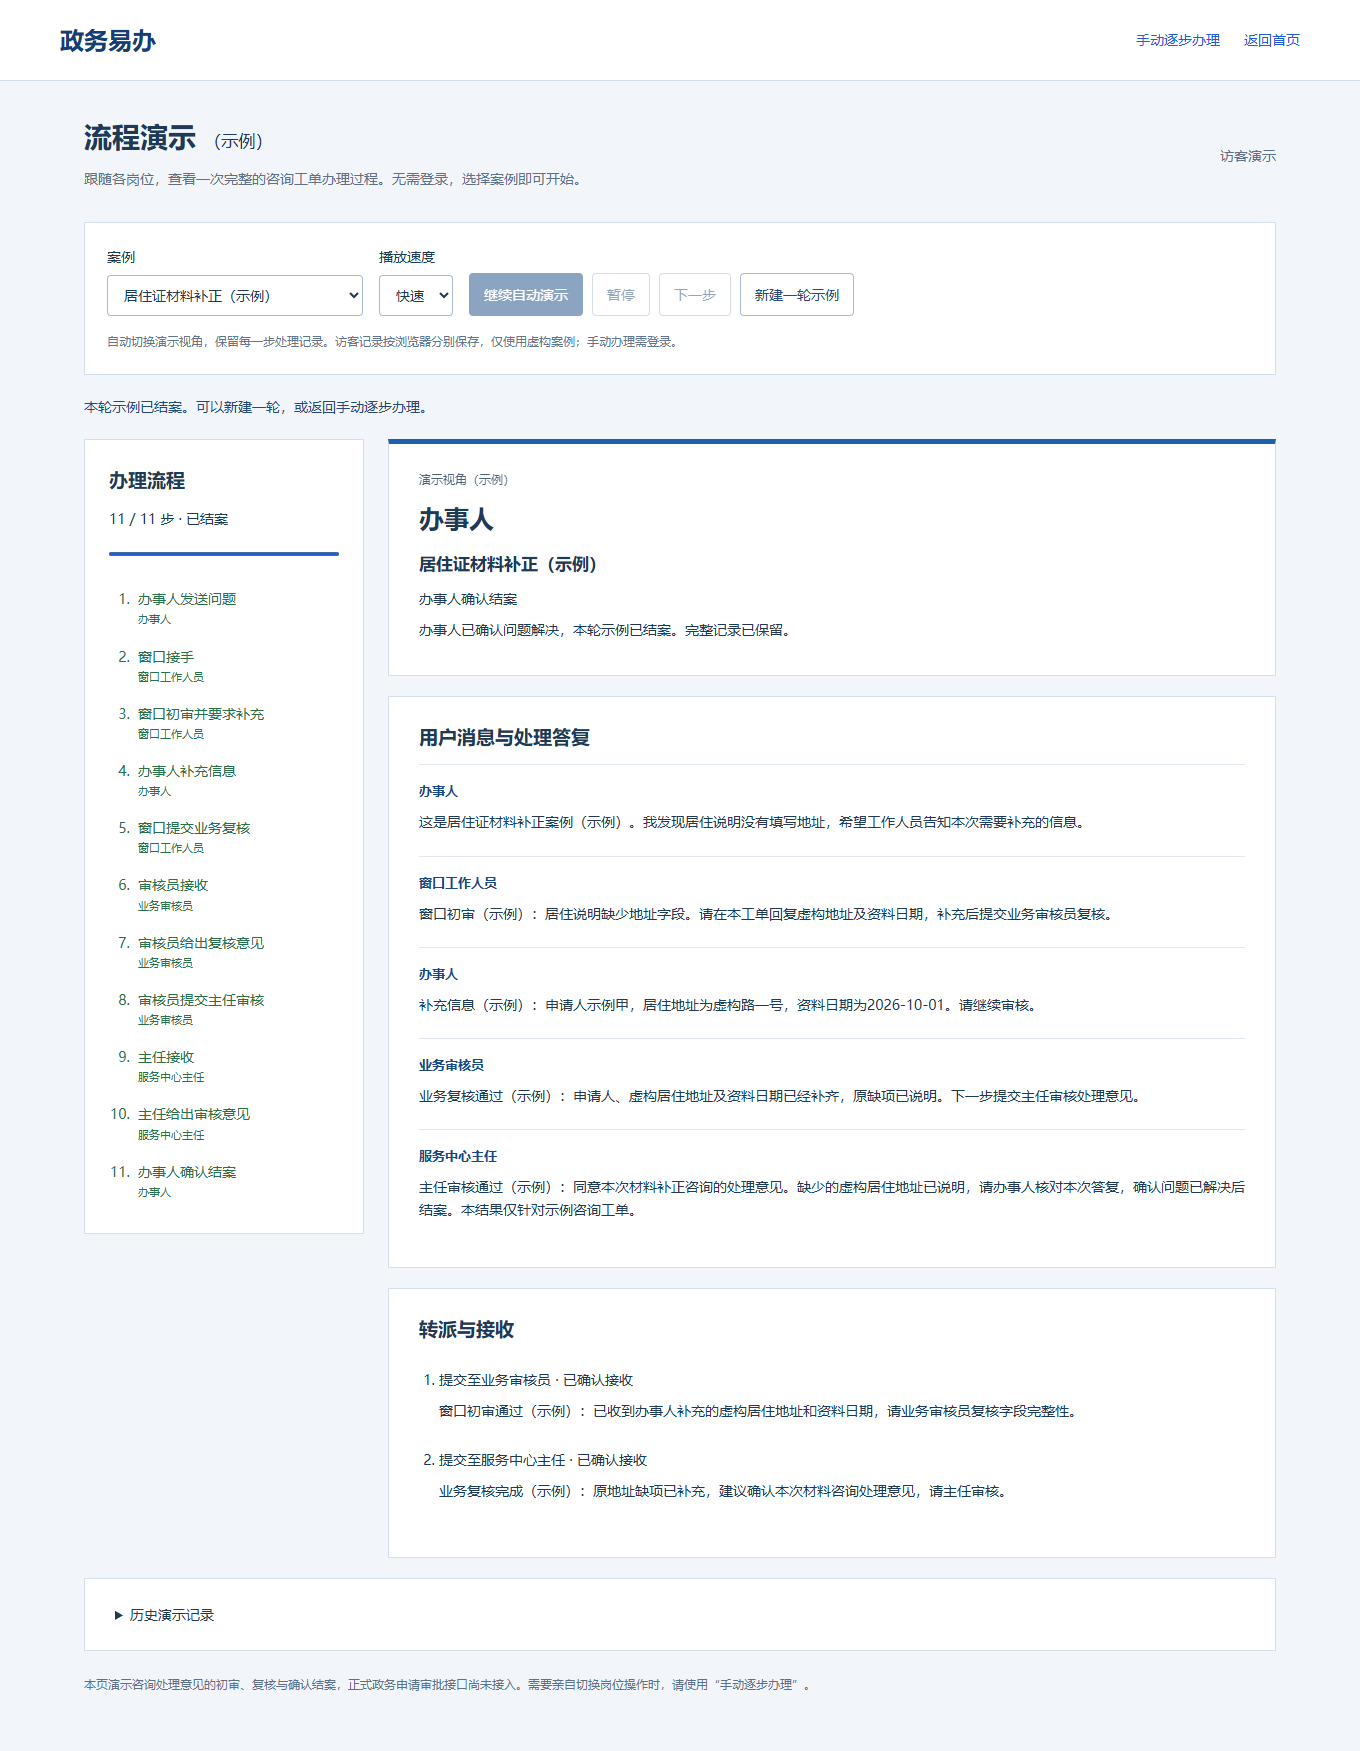 政务易办
手动逐步办理
返回首页
流程演示 （示例）
访客演示
跟随各岗位，查看一次完整的咨询工单办理过程。无需登录，选择案例即可开始。
案例
播放速度
居住证材料补正（示例）
快速
继续自动演示
暂停
下一步
新建一轮示例
自动切换演示视角，保留每一步处理记录。访客记录按浏览器分别保存，仅使用虚构案例；手动办理需登录。
本轮示例已结案。可以新建一轮，或返回手动逐步办理。
办理流程
11 / 11 步 · 已结案
1. 办事人发送问题
办事人
2. 窗口接手
窗口工作人员
3. 窗口初审并要求补充
窗口工作人员
4. 办事人补充信息
办事人
5. 窗口提交业务复核
窗口工作人员
6. 审核员接收
业务审核员
7. 审核员给出复核意见
业务审核员
8. 审核员提交主任审核
业务审核员
9. 主任接收
服务中心主任
10. 主任给出审核意见
服务中心主任
11. 办事人确认结案
办事人
演示视角（示例）
办事人
居住证材料补正（示例）
办事人确认结案
办事人已确认问题解决，本轮示例已结案。完整记录已保留。
用户消息与处理答复
办事人
这是居住证材料补正案例（示例）。我发现居住说明没有填写地址，希望工作人员告知本次需要补充的信息。
窗口工作人员
窗口初审（示例）：居住说明缺少地址字段。请在本工单回复虚构地址及资料日期，补充后提交业务审核员复核。
办事人
补充信息（示例）：申请人示例甲，居住地址为虚构路一号，资料日期为2026-10-01。请继续审核。
业务审核员
业务复核通过（示例）：申请人、虚构居住地址及资料日期已经补齐，原缺项已说明。下一步提交主任审核处理意见。
服务中心主任
主任审核通过（示例）：同意本次材料补正咨询的处理意见。缺少的虚构居住地址已说明，请办事人核对本次答复，确认问题已解决后
结案。本结果仅针对示例咨询工单。
转派与接收
1. 提交至业务审核员 · 已确认接收
窗口初审通过（示例）：已收到办事人补充的虚构居住地址和资料日期，请业务审核员复核字段完整性。
2. 提交至服务中心主任 · 已确认接收
业务复核完成（示例）：原地址缺项已补充，建议确认本次材料咨询处理意见，请主任审核。
▶ 历史演示记录
本页演示咨询处理意见的初审、复核与确认结案，正式政务申请审批接口尚未接入。需要亲自切换岗位操作时，请使用“手动逐步办理”。